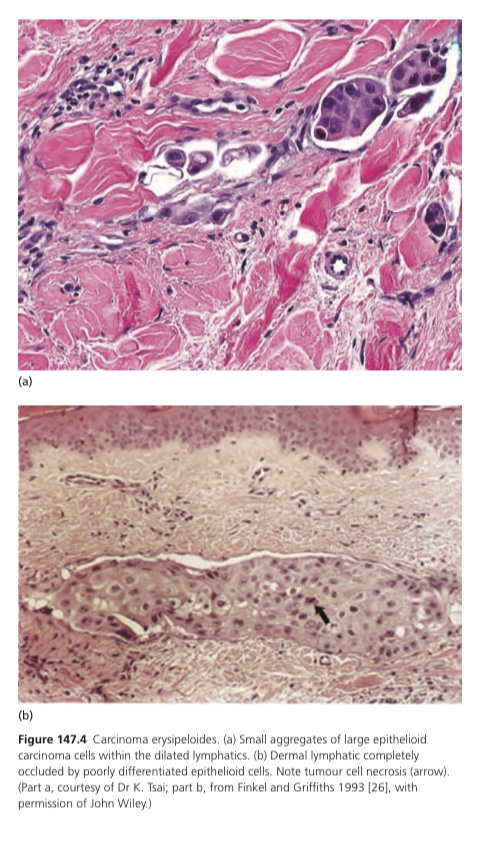 (a)
(b)
Figure 147.4 Carcinoma erysipeloides. (a) Small aggregates of large epithelioid
carcinoma cells within the dilated lymphatics. (b) Dermal lymphatic completely
occluded by poorly differentiated epithelioid cells. Note tumour cell necrosis (arrow).
(Part a, courtesy of Dr K. Tsai; part b, from Finkel and Griffiths 1993 [26], with
permission of John Wiley.)